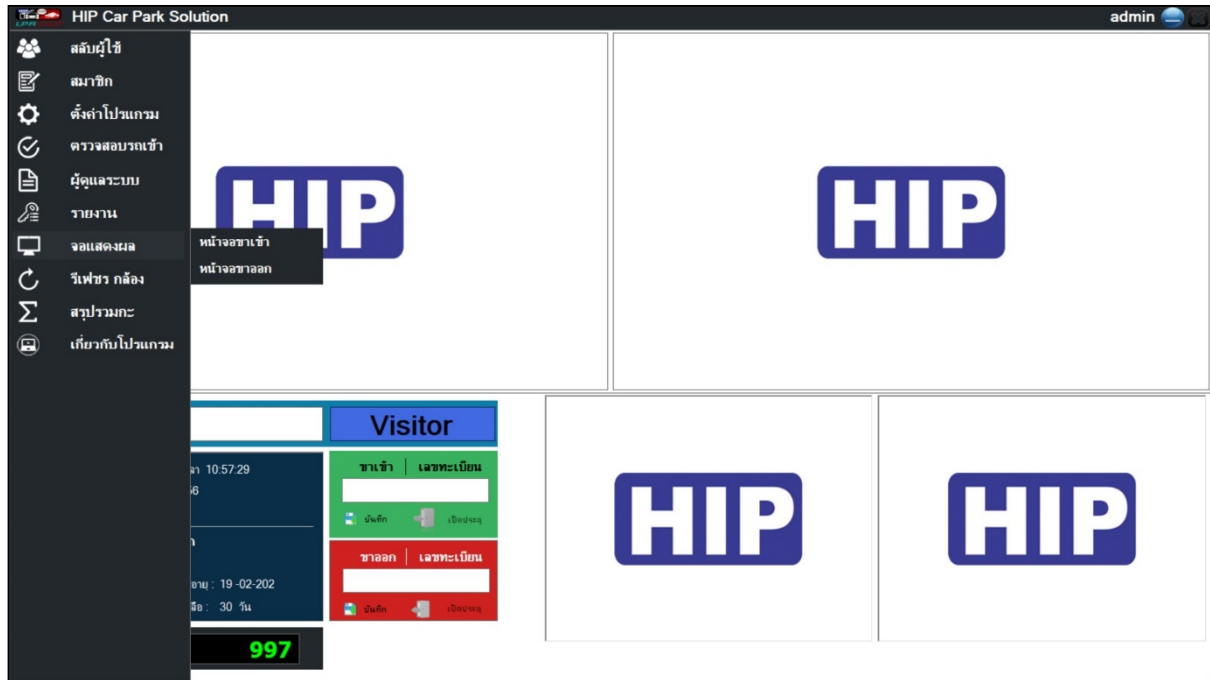 HIP Car Park Solution
admin
สลับผู้ใช้
สมาชิก
ตั้งค่าโปรแกรม
ตรวจสอบรถเข้า
ผู้ดูแลระบบ
รายงาน
จอแสดงผล
หน้าจอขาเข้า
หน้าจอขาออก
รีเฟชร กล้อง
สรุปรวมกะ
เกี่ยวกับโปรแกรม
HIP
HIP
Visitor
10:57:29
ขาเข้า | เลขทะเบียน
บันทึก เปิดประตู
ขาออก | เลขทะเบียน
19 -02-202
30 วัน
บันทึก เปิดประตู
997
HIP
HIP